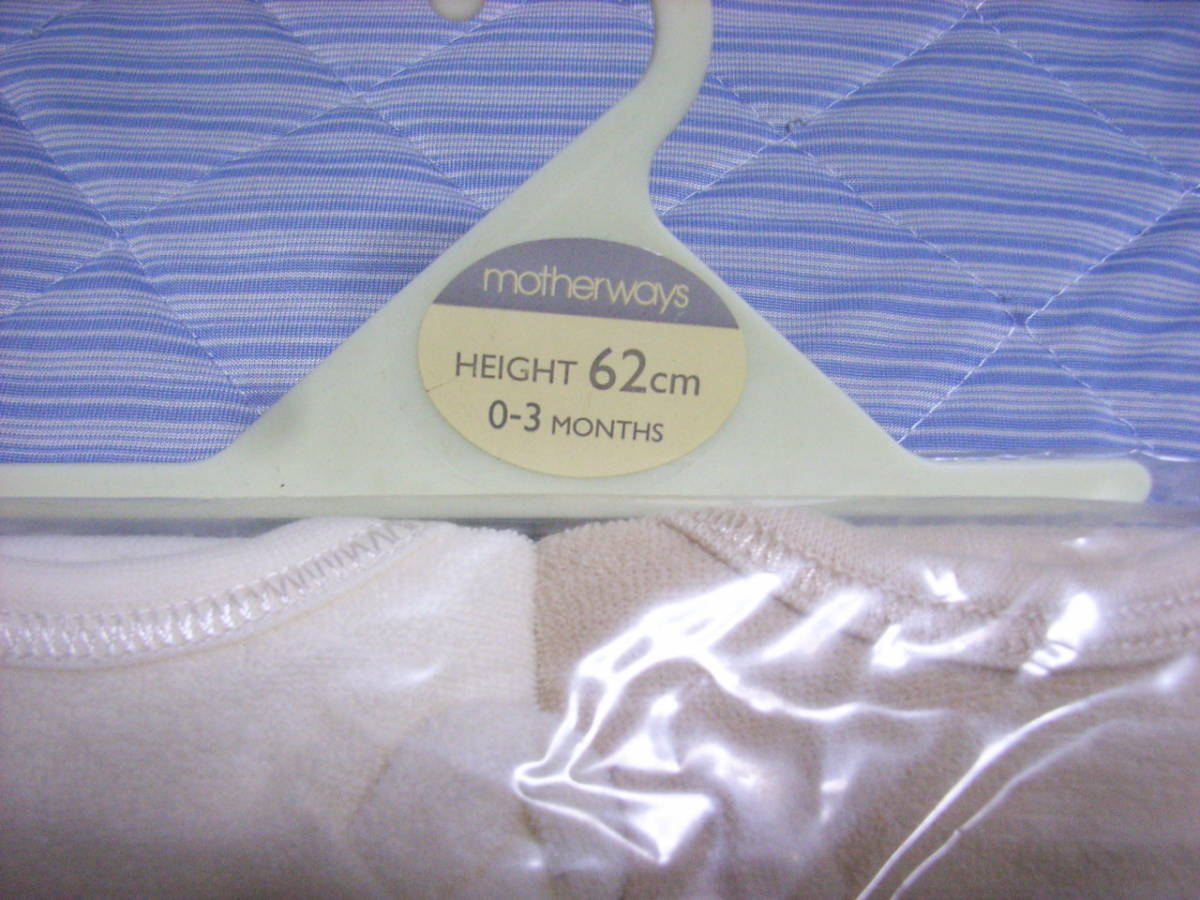 motherways
HEIGHT 62cm
0-3 MONTHS